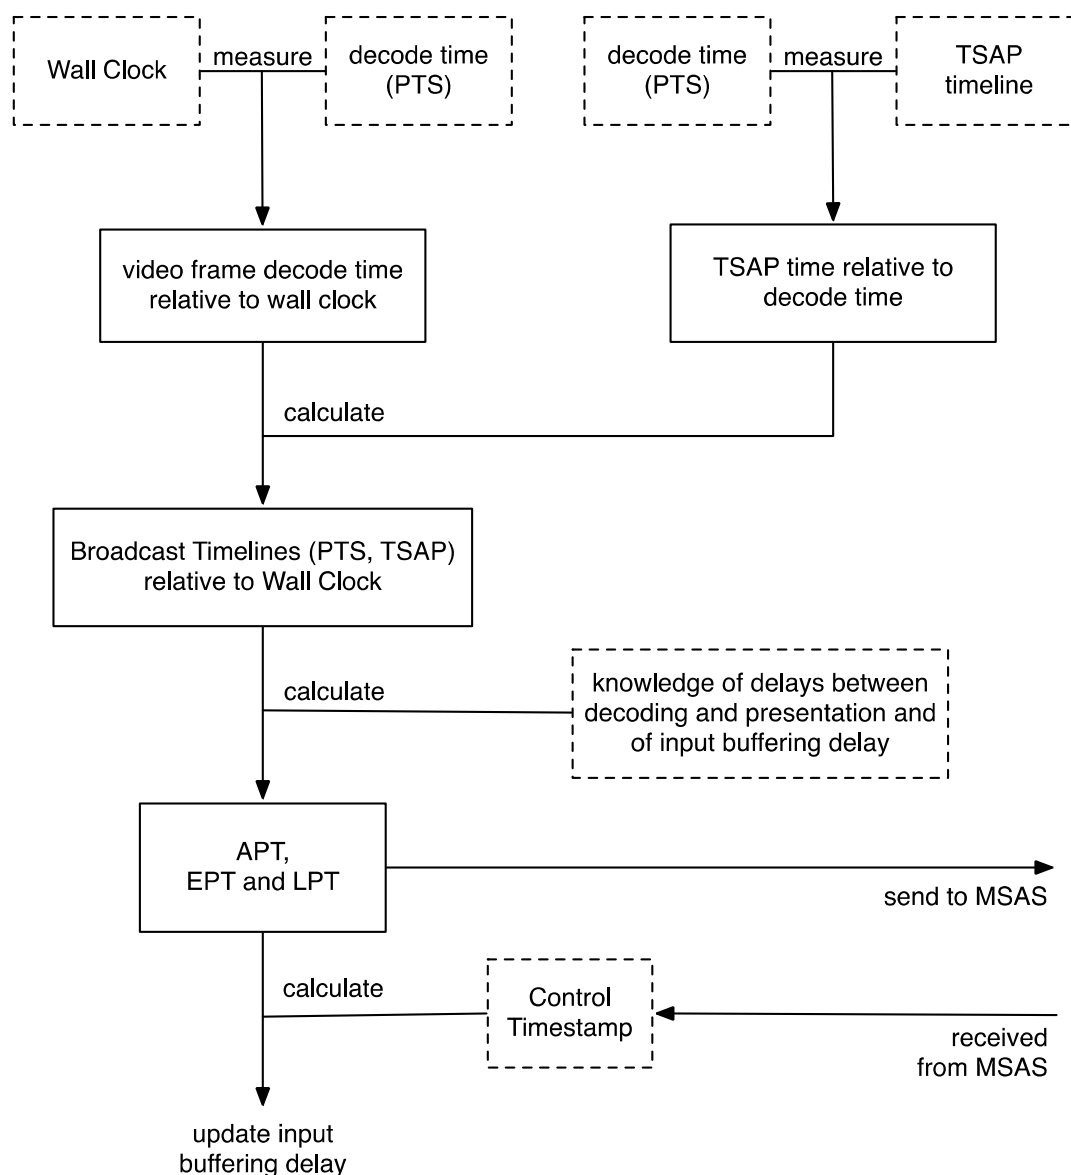 Wall Clock
measure
decode time
(PTS)
decode time
(PTS)
measure
TSAP
timeline
video frame decode time
relative to wall clock
TSAP time relative to
decode time
calculate
Broadcast Timelines (PTS, TSAP)
relative to Wall Clock
calculate
knowledge of delays between
decoding and presentation and
of input buffering delay
APT,
EPT and LPT
send to MSAS
calculate
Control
Timestamp
received
from MSAS
update input
buffering delay